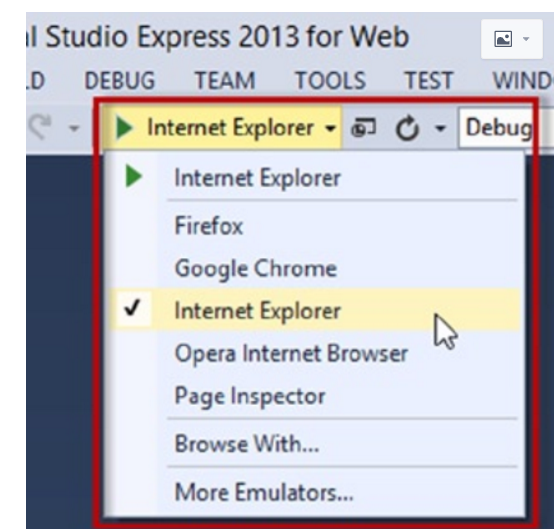 l Studio Express 2013 for Web
LD DEBUG TEAM TOOLS TEST WIND
Internet Explorer Debug
Internet Explorer
Firefox
Google Chrome
Internet Explorer
Opera Internet Browser
Page Inspector
Browse With...
More Emulators...